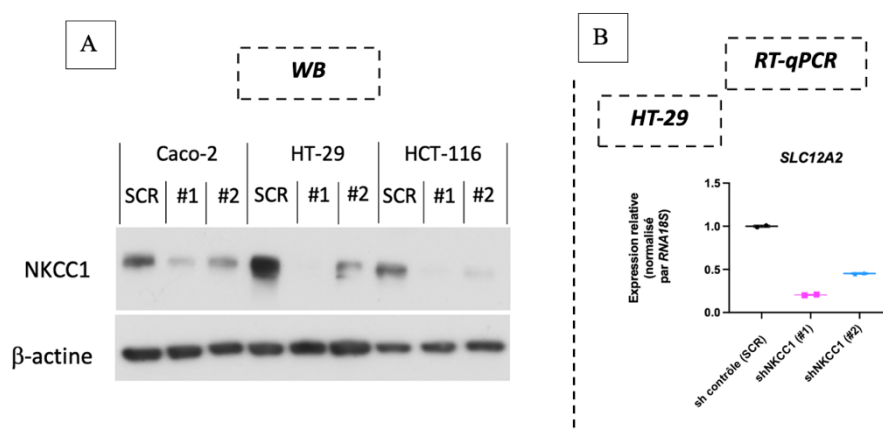 A
WB
Caco-2 HT-29 HCT-116
SCR #1 #2 SCR #1 #2 SCR #1 #2
NKCC1
β-actine
B
RT-qPCR
HT-29
SLC12A2
Expression relative
(normalisé
par RNA18S)
1.5
1.0
0.5
0.0
sh contrôle (SCR)
shNKCC1 (#1)
shNKCC1 (#2)